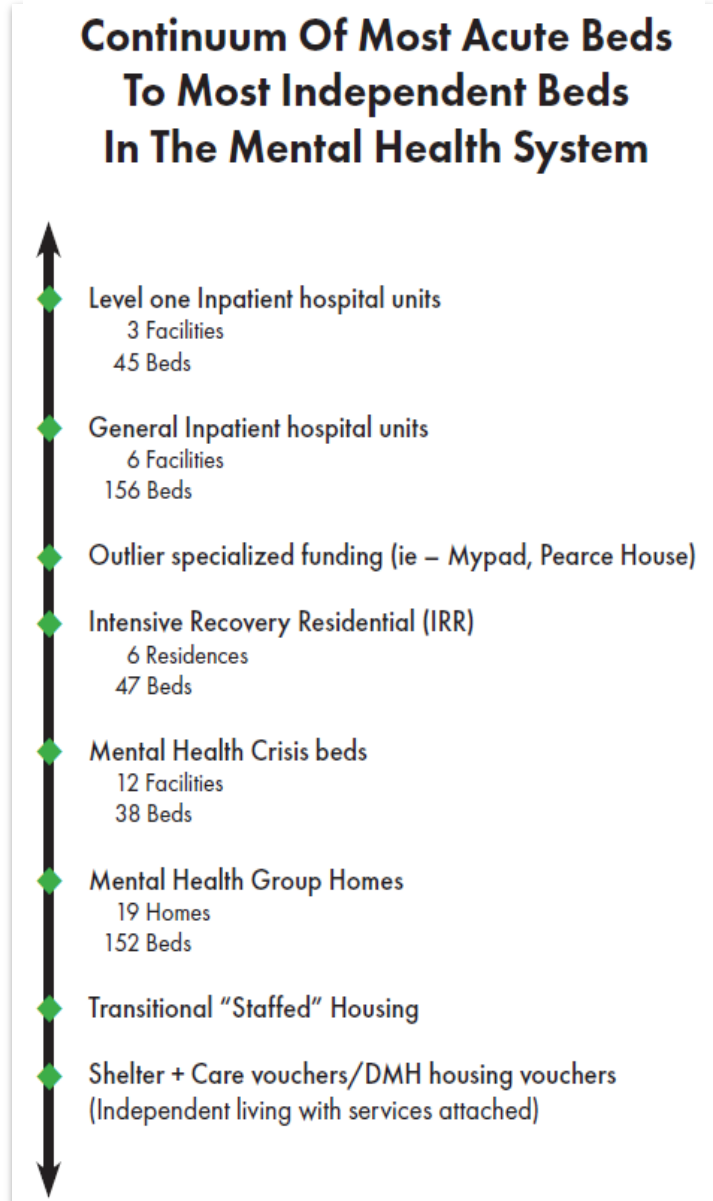 Continuum Of Most Acute Beds
To Most Independent Beds
In The Mental Health System
Level one Inpatient hospital units
3 Facilities
45 Beds
General Inpatient hospital units
6 Facilities
156 Beds
Outlier specialized funding (ie – Mypad, Pearce House)
Intensive Recovery Residential (IRR)
6 Residences
47 Beds
Mental Health Crisis beds
12 Facilities
38 Beds
Mental Health Group Homes
19 Homes
152 Beds
Transitional “Staffed” Housing
Shelter + Care vouchers/DMH housing vouchers
(Independent living with services attached)